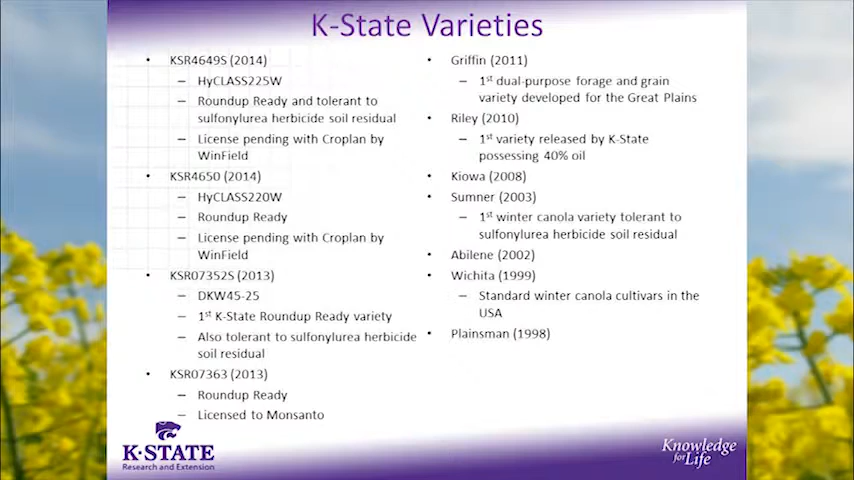 K-State Varieties
• KSR4649S (2014)
– HyCLASS225W
– Roundup Ready and tolerant to
sulfonylurea herbicide soil residual
– License pending with Croplan by
WinField
• KSR4650 (2014)
– HyCLASS220W
– Roundup Ready
– License pending with Croplan by
WinField
• KSR07352S (2013)
– DKW45-25
– 1st K-State Roundup Ready variety
– Also tolerant to sulfonylurea herbicide
soil residual
• KSR07363 (2013)
– Roundup Ready
– Licensed to Monsanto
• Griffin (2011)
– 1st dual-purpose forage and grain
variety developed for the Great Plains
• Riley (2010)
– 1st variety released by K-State
possessing 40% oil
• Kiowa (2008)
• Sumner (2003)
– 1st winter canola variety tolerant to
sulfonylurea herbicide soil residual
• Abilene (2002)
• Wichita (1999)
– Standard winter canola cultivars in the
USA
• Plainsman (1998)
K·STATE
Research and Extension
Knowledge
for Life